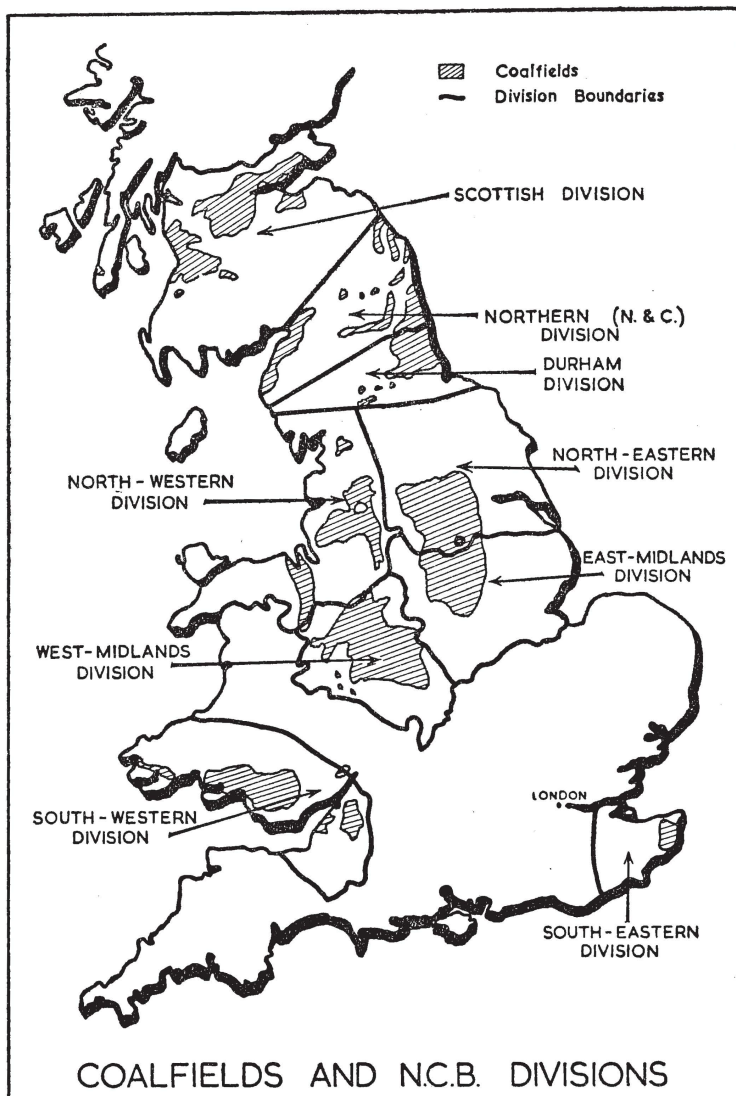 Coalfields
Division Boundaries
SCOTTISH DIVISION
NORTHERN (N. & C.)
DIVISION
DURHAM
DIVISION
NORTH-EASTERN
DIVISION
NORTH-WESTERN
DIVISION
EAST-MIDLANDS
DIVISION
WEST-MIDLANDS
DIVISION
LONDON
SOUTH-WESTERN
DIVISION
SOUTH-EASTERN
DIVISION
COALFIELDS AND N.C.B. DIVISIONS